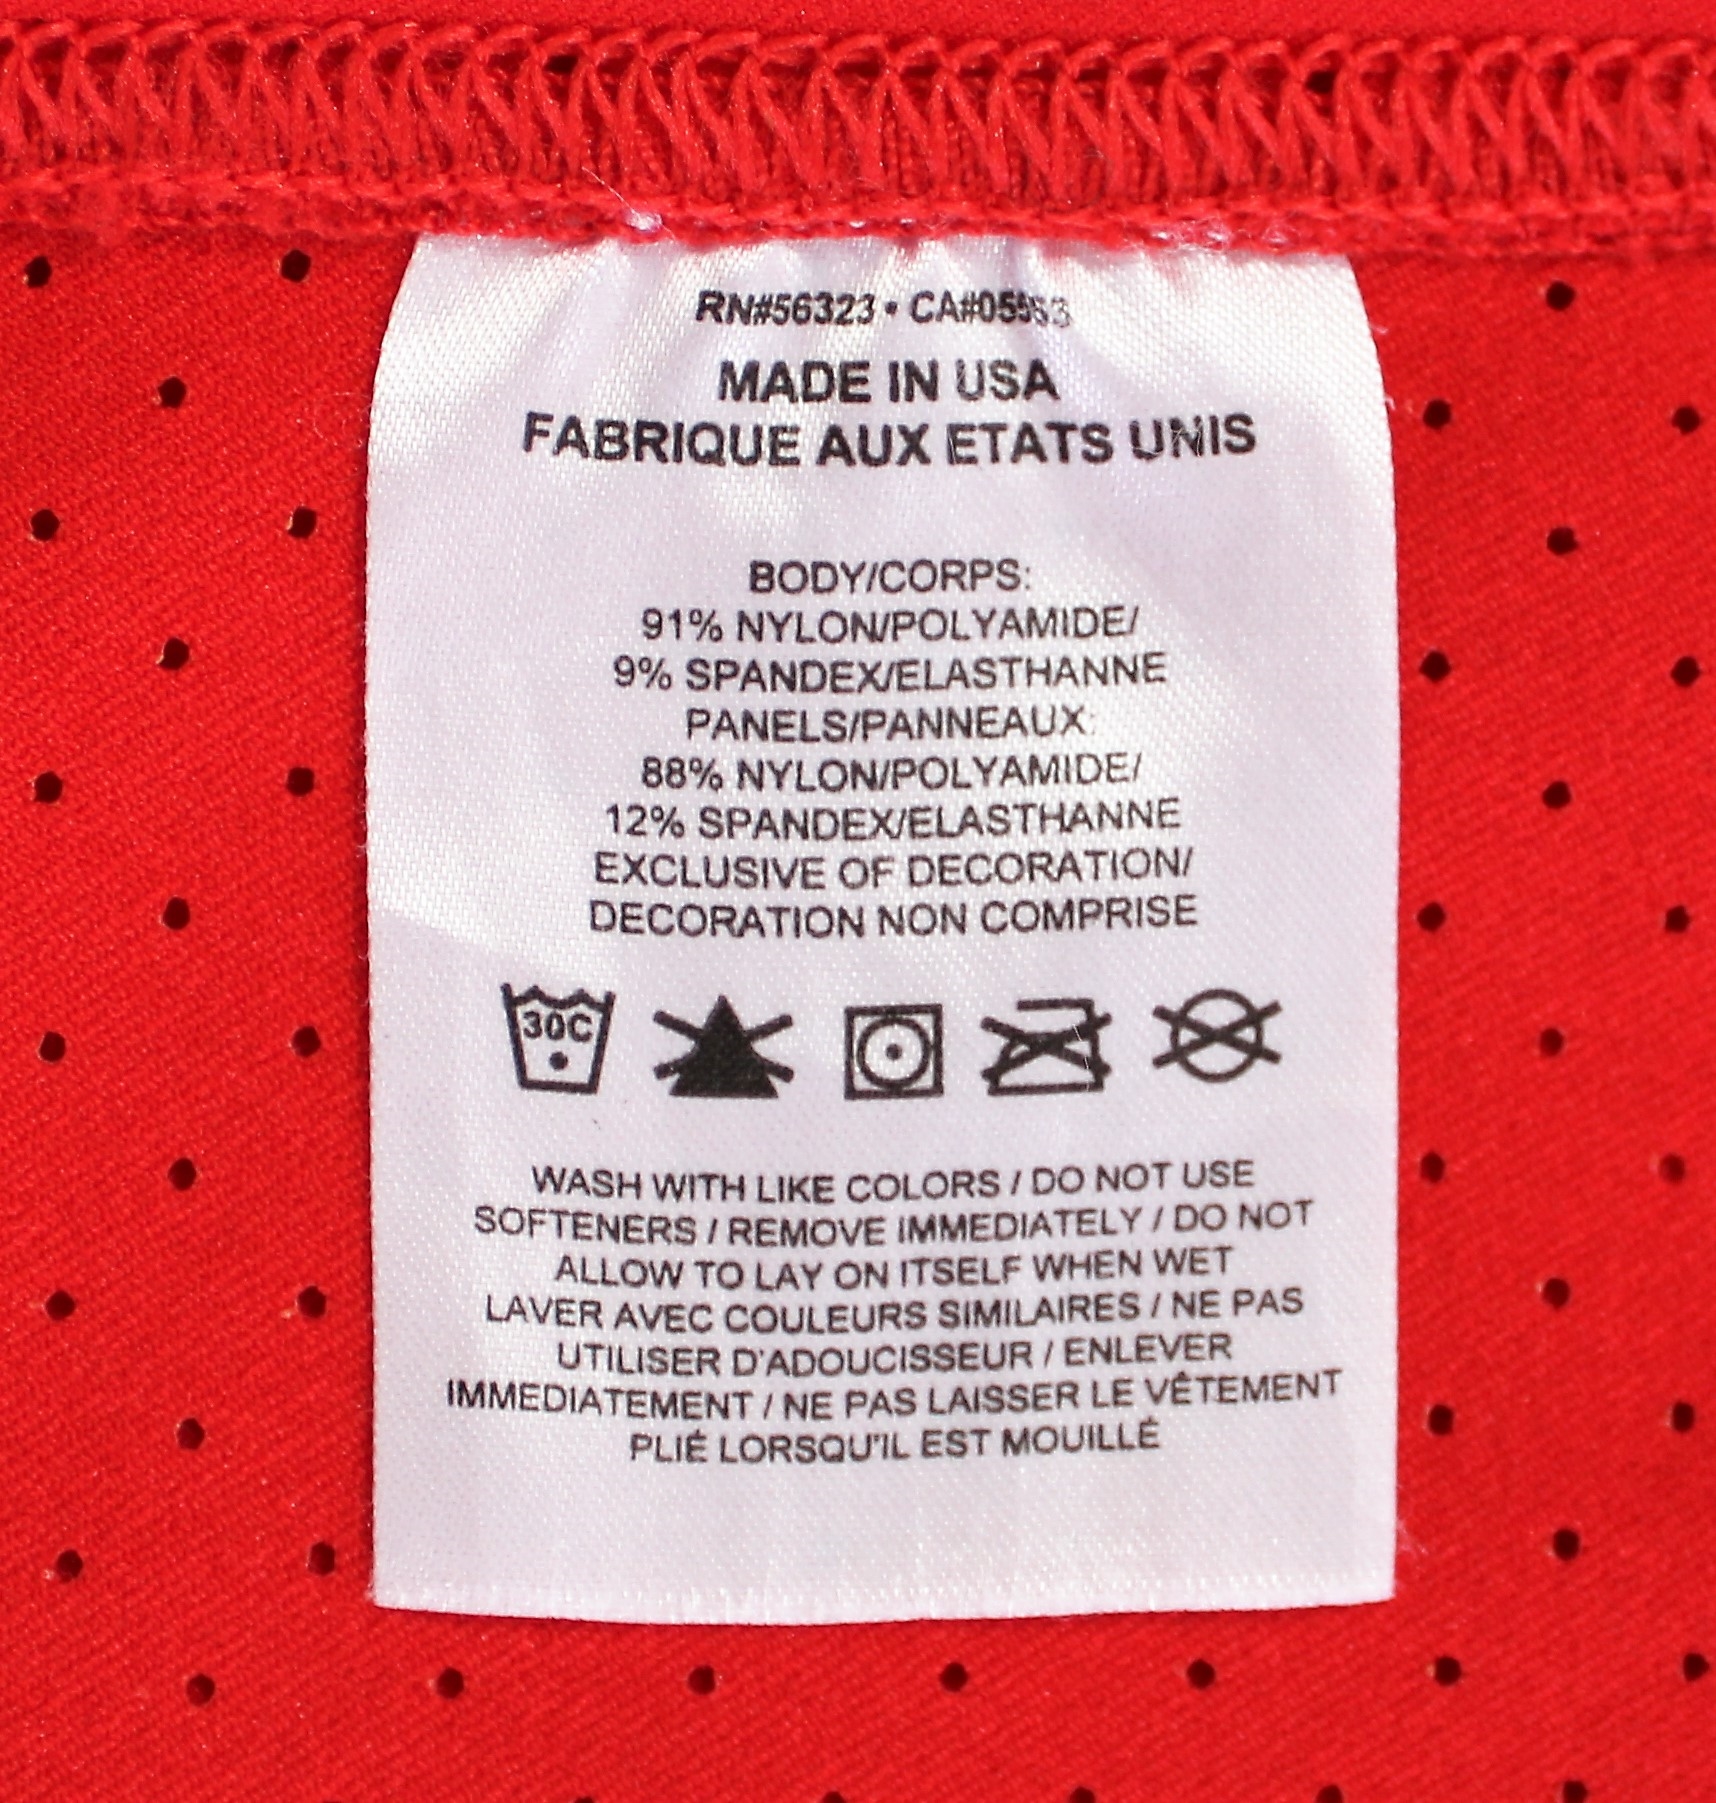 RN#56323 • CA#05553
MADE IN USA
FABRIQUE AUX ETATS UNIS
BODY/CORPS:
91% NYLON/POLYAMIDE/
9% SPANDEX/ELASTHANNE
PANELS/PANNEAUX:
88% NYLON/POLYAMIDE/
12% SPANDEX/ELASTHANNE
EXCLUSIVE OF DECORATION/
DECORATION NON COMPRISE
30C
WASH WITH LIKE COLORS / DO NOT USE
SOFTENERS / REMOVE IMMEDIATELY / DO NOT
ALLOW TO LAY ON ITSELF WHEN WET
LAVER AVEC COULEURS SIMILAIRES / NE PAS
UTILISER D'ADOUCISSEUR / ENLEVER
IMMEDIATEMENT / NE PAS LAISSER LE VÊTEMENT
PLIÉ LORSQU'IL EST MOUILLÉ